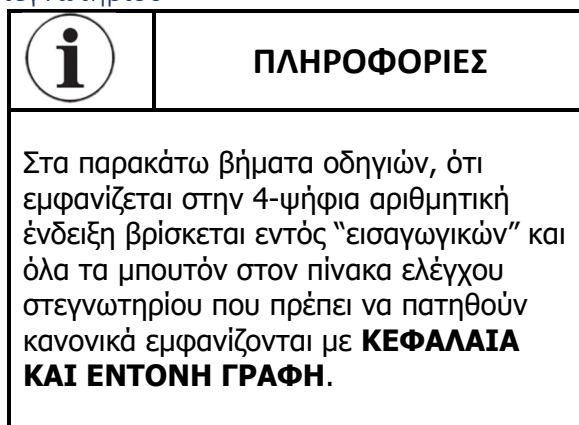 ΠΛΗΡΟΦΟΡΙΕΣ
Στα παρακάτω βήματα οδηγιών, ότι
εμφανίζεται στην 4-ψήφια αριθμητική
ένδειξη βρίσκεται εντός “εισαγωγικών” και
όλα τα μπουτόν στον πίνακα ελέγχου
στεγνωτηρίου που πρέπει να πατηθούν
κανονικά εμφανίζονται με ΚΕΦΑΛΑΙΑ
ΚΑΙ ΕΝΤΟΝΗ ΓΡΑΦΗ.